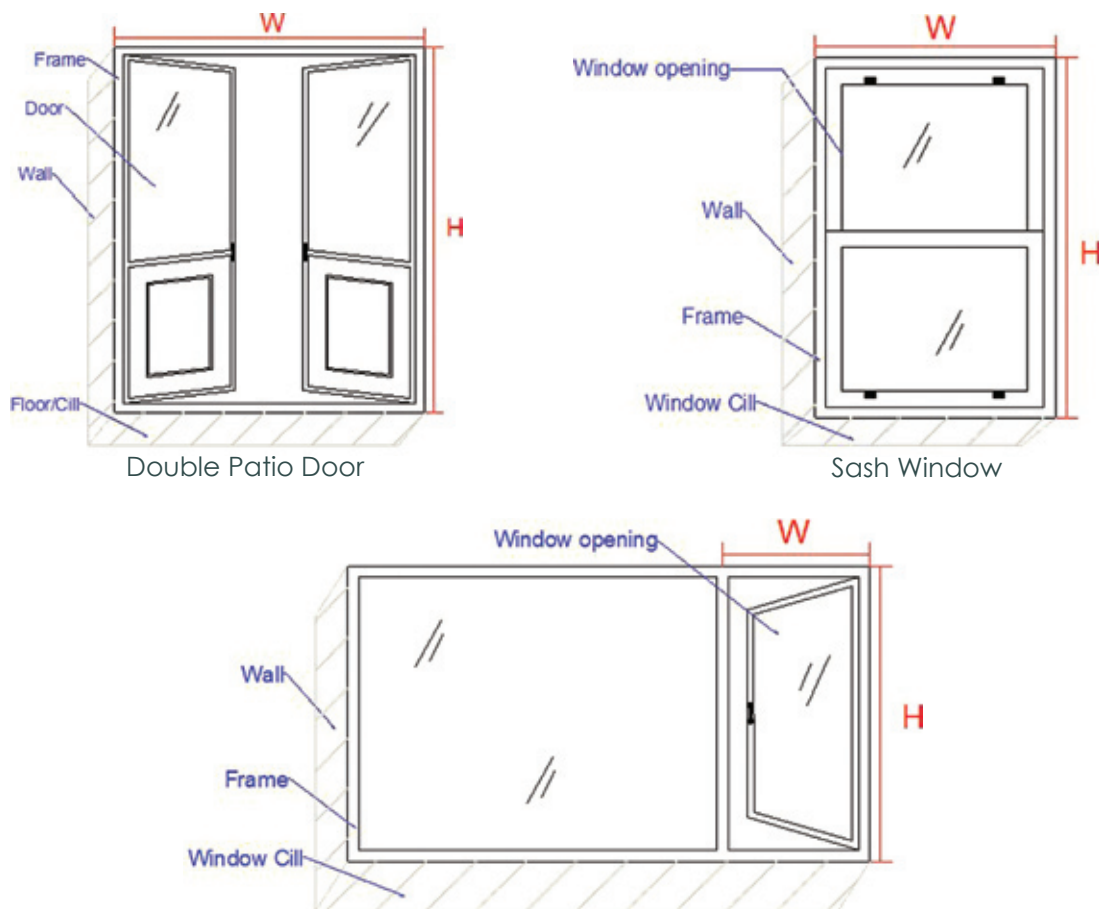 W
Frame
Door
Wall
H
Floor/Cill
Double Patio Door
W
Window opening
Wall
H
Frame
Window Cill
Sash Window
W
Window opening
Wall
H
Frame
Window Cill